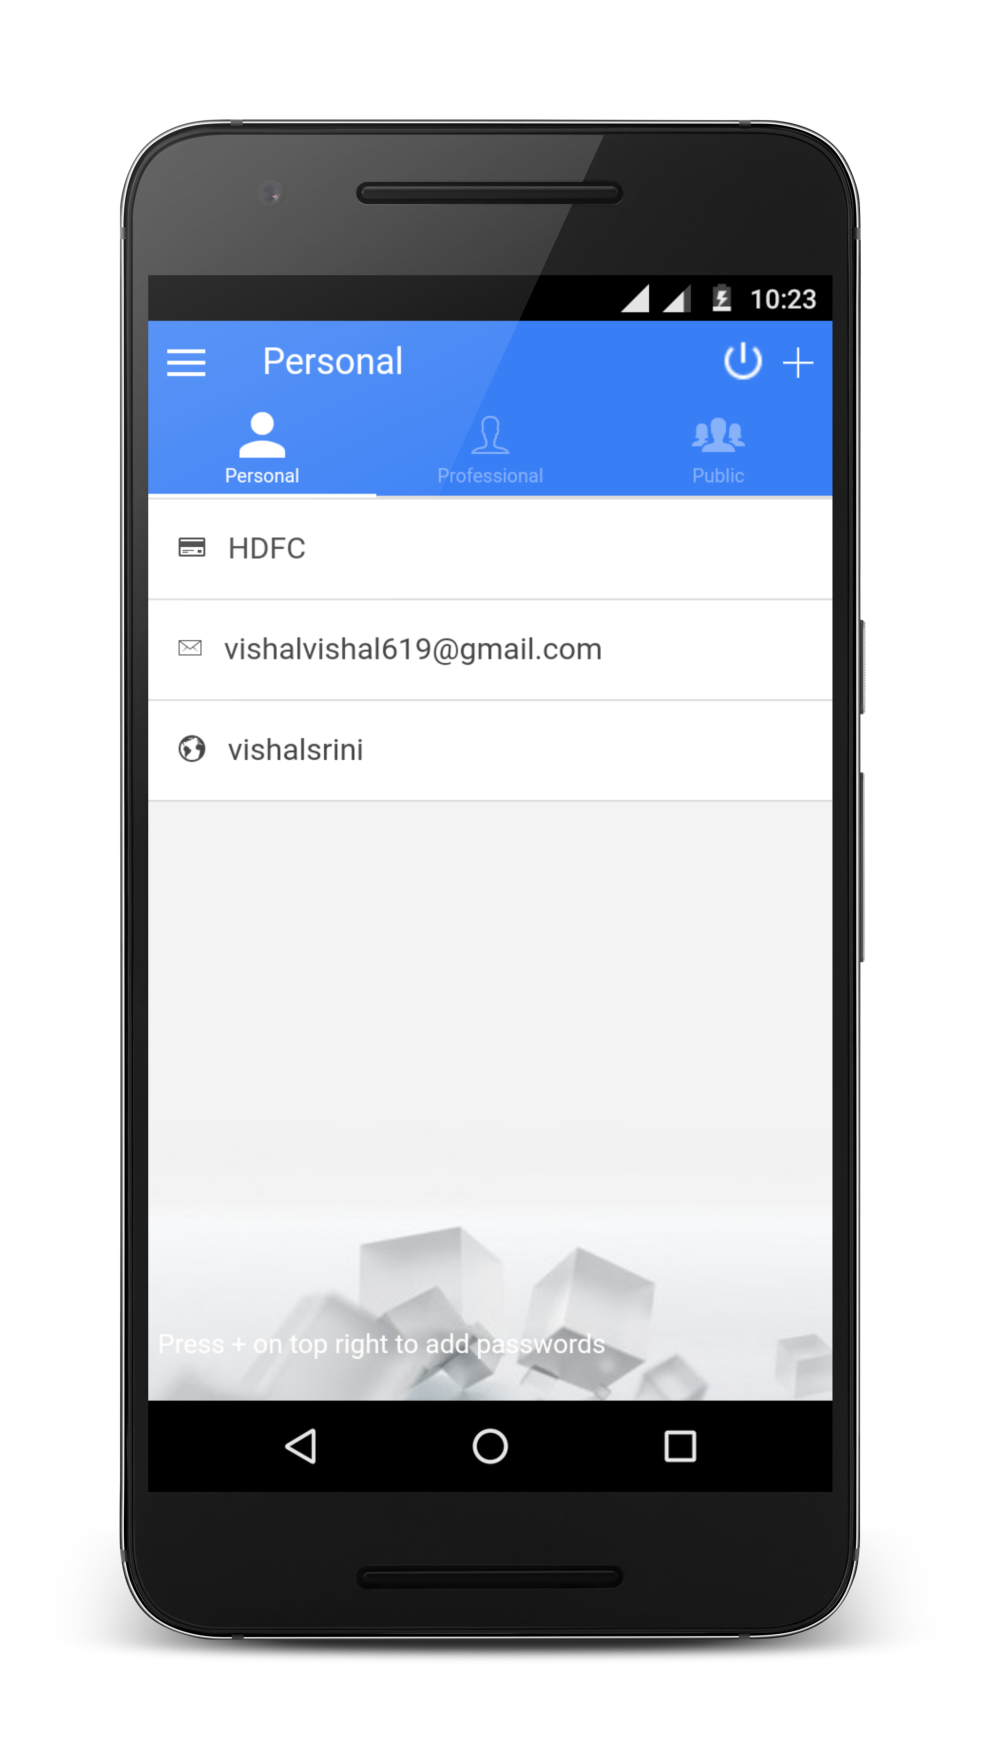 10:23
Personal
Personal
Professional
Public
HDFC
vishalvishal619@gmail.com
vishalsrini
Press + on top right to add passwords